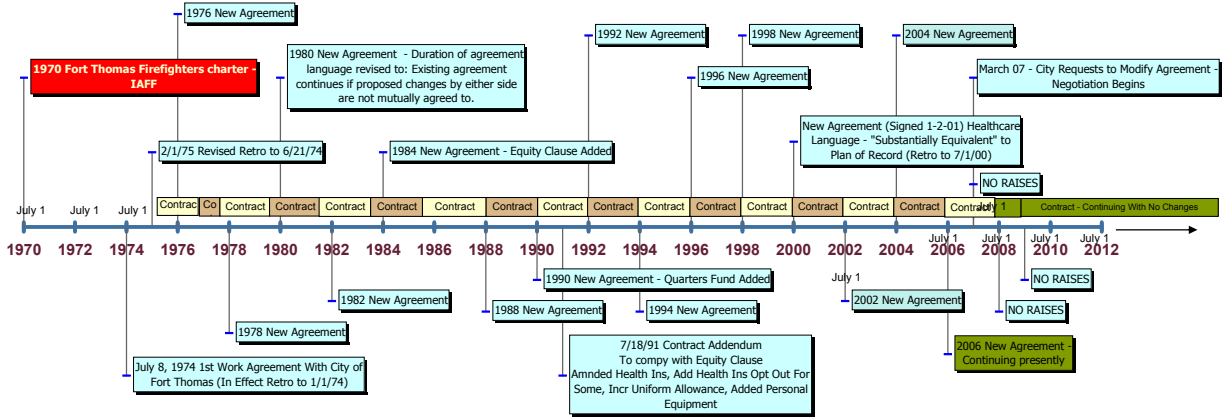 1976 New Agreement
1992 New Agreement
1998 New Agreement
2004 New Agreement
1970 Fort Thomas Firefighters charter -
IAFF
1980 New Agreement - Duration of agreement
language revised to: Existing agreement
continues if proposed changes by either side
are not mutually agreed to.
1996 New Agreement
March 07 - City Requests to Modify Agreement -
Negotiation Begins
2/1/75 Revised Retro to 6/21/74
1984 New Agreement - Equity Clause Added
New Agreement (Signed 1-2-01) Healthcare
Language - "Substantially Equivalent" to
Plan of Record (Retro to 7/1/00)
NO RAISES
Contrac Co Contract Contract Contract Contract Contract Contract Contract Contract Contract Contract Contract Contract Contract Contract Contract Contract - Continuing With No Changes
July 1 July 1 July 1 July 1
1970 1972 1974 1976 1978 1980 1982 1984 1986 1988 1990 1992 1994 1996 1998 2000 2002 2004 2006 2008 2010 2012
July 1 July 1 July 1 July 1
July 1
1990 New Agreement - Quarters Fund Added
NO RAISES
1982 New Agreement
2002 New Agreement
1988 New Agreement
1994 New Agreement
NO RAISES
1978 New Agreement
July 8, 1974 1st Work Agreement With City of
Fort Thomas (In Effect Retro to 1/1/74)
7/18/91 Contract Addendum
To compy with Equity Clause
Amnded Health Ins, Add Health Ins Opt Out For
Some, Incr Uniform Allowance, Added Personal
Equipment
2006 New Agreement -
Continuing presently